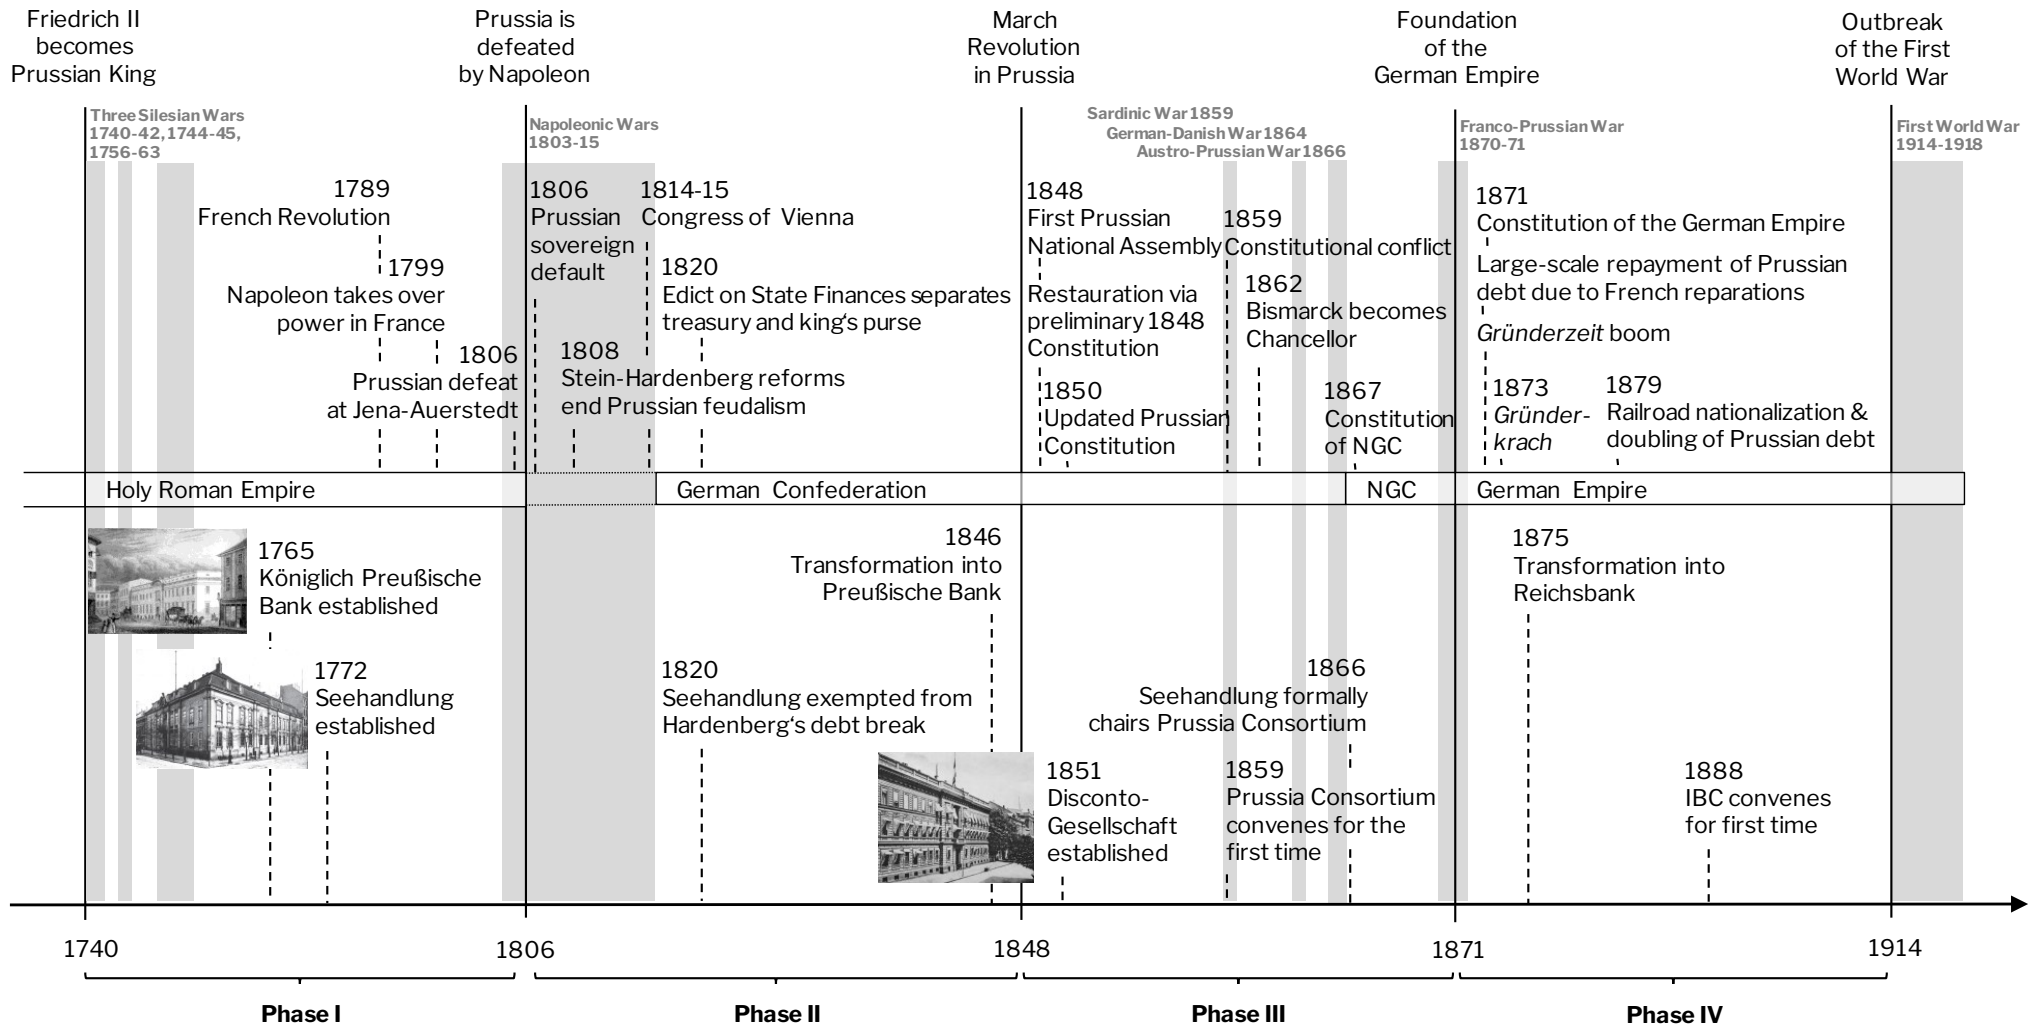 Friedrich II
becomes
Prussian King
Prussia is
defeated
by Napoleon
March
Revolution
in Prussia
Foundation
of the
German Empire
Outbreak
of the First
World War
Three Silesian Wars
1740-42, 1744-45,
1756-63
Napoleonic Wars
1803-15
Sardinic War 1859
German-Danish War 1864
Austro-Prussian War 1866
Franco-Prussian War
1870-71
First World War
1914-1918
1789
French Revolution
1799
Napoleon takes over
power in France
1806
Prussian defeat
at Jena-Auerstedt
1806
Prussian
sovereign
default
1814-15
Congress of Vienna
1820
Edict on State Finances separates
treasury and king‘s purse
1808
Stein-Hardenberg reforms
end Prussian feudalism
1848
First Prussian
National Assembly
Restauration via
preliminary 1848
Constitution
1850
Updated Prussian
Constitution
1859
Constitutional conflict
1862
Bismarck becomes
Chancellor
1867
Constitution
of NGC
1871
Constitution of the German Empire
Large-scale repayment of Prussian
debt due to French reparations
Gründerzeit boom
1873
Gründer-
krach
1879
Railroad nationalization &
doubling of Prussian debt
Holy Roman Empire
German Confederation
NGC
German Empire
1765
Königlich Preußische
Bank established
1772
Seehandlung
established
1846
Transformation into
Preußische Bank
1820
Seehandlung exempted from
Hardenberg‘s debt break
1866
Seehandlung formally
chairs Prussia Consortium
1851
Disconto-
Gesellschaft
established
1859
Prussia Consortium
convenes for the
first time
1875
Transformation into
Reichsbank
1888
IBC convenes
for first time
1740
1806
1848
1871
1914
Phase I
Phase II
Phase III
Phase IV